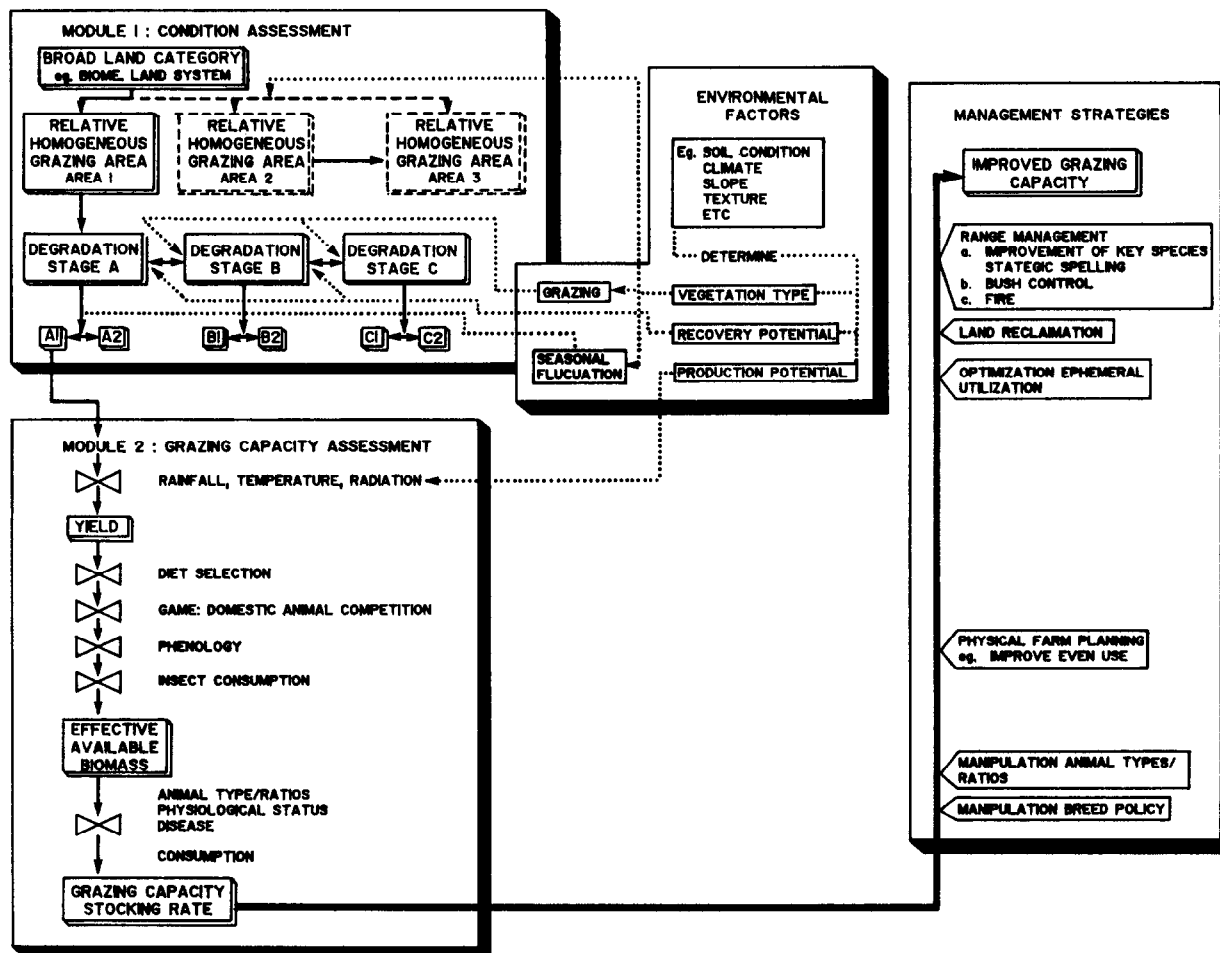 MODULE I : CONDITION ASSESSMENT
BROAD LAND CATEGORY
eg. BIOME, LAND SYSTEM
RELATIVE
HOMOGENEOUS
GRAZING AREA
AREA 1
RELATIVE
HOMOGENEOUS
GRAZING AREA
AREA 2
RELATIVE
HOMOGENEOUS
GRAZING AREA
AREA 3
DEGRADATION
STAGE A
DEGRADATION
STAGE B
DEGRADATION
STAGE C
A1
A2
B1
B2
C1
C2
ENVIRONMENTAL
FACTORS
Eg. SOIL CONDITION
CLIMATE
SLOPE
TEXTURE
ETC
DETERMINE
GRAZING
VEGETATION TYPE
RECOVERY POTENTIAL
SEASONAL
FLUCUATION
PRODUCTION POTENTIAL
MODULE 2 : GRAZING CAPACITY ASSESSMENT
RAINFALL, TEMPERATURE, RADIATION
YIELD
DIET SELECTION
GAME: DOMESTIC ANIMAL COMPETITION
PHENOLOGY
INSECT CONSUMPTION
EFFECTIVE
AVAILABLE
BIOMASS
ANIMAL TYPE/RATIOS
PHYSIOLOGICAL STATUS
DISEASE
CONSUMPTION
GRAZING CAPACITY
STOCKING RATE
MANAGEMENT STRATEGIES
IMPROVED GRAZING
CAPACITY
RANGE MANAGEMENT
a. IMPROVEMENT OF KEY SPECIES
STATEGIC SPELLING
b. BUSH CONTROL
c. FIRE
LAND RECLAIMATION
OPTIMIZATION EPHEMERAL
UTILIZATION
PHYSICAL FARM PLANNING
eg. IMPROVE EVEN USE
MANIPULATION ANIMAL TYPES/
RATIOS
MANIPULATION BREED POLICY